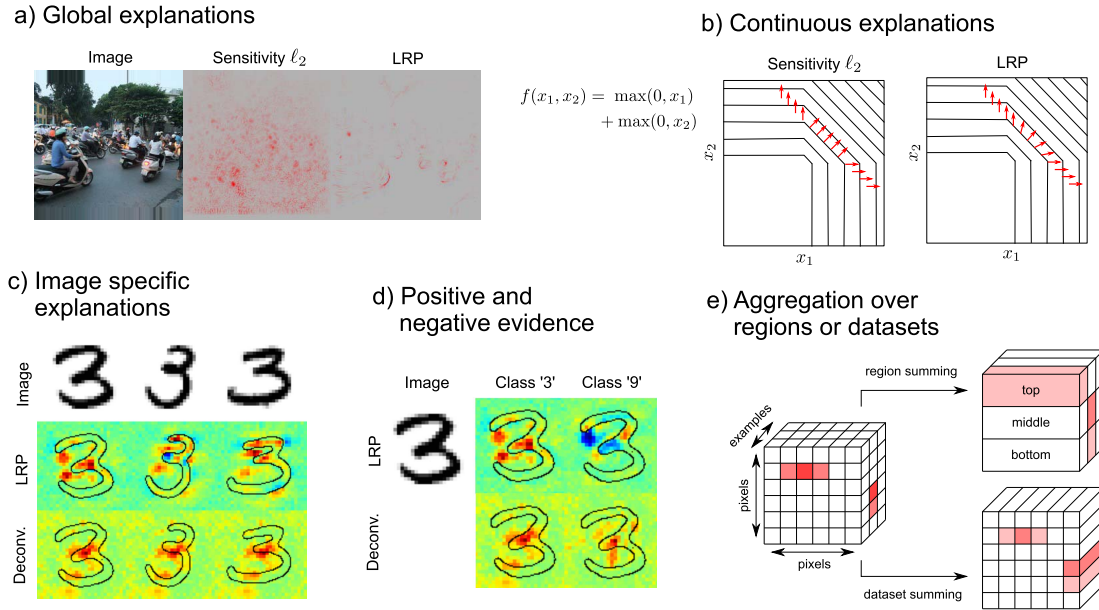 a) Global explanations
Image
Sensitivity ℓ₂
LRP
b) Continuous explanations
Sensitivity ℓ₂
LRP
f(x₁, x₂) = max(0, x₁)
+ max(0, x₂)
x₂
x₁
x₂
x₁
c) Image specific
explanations
Image
LRP
Deconv.
d) Positive and
negative evidence
Image
Class '3'
Class '9'
LRP
Deconv.
e) Aggregation over
regions or datasets
region summing
examples
pixels
pixels
top
middle
bottom
dataset summing